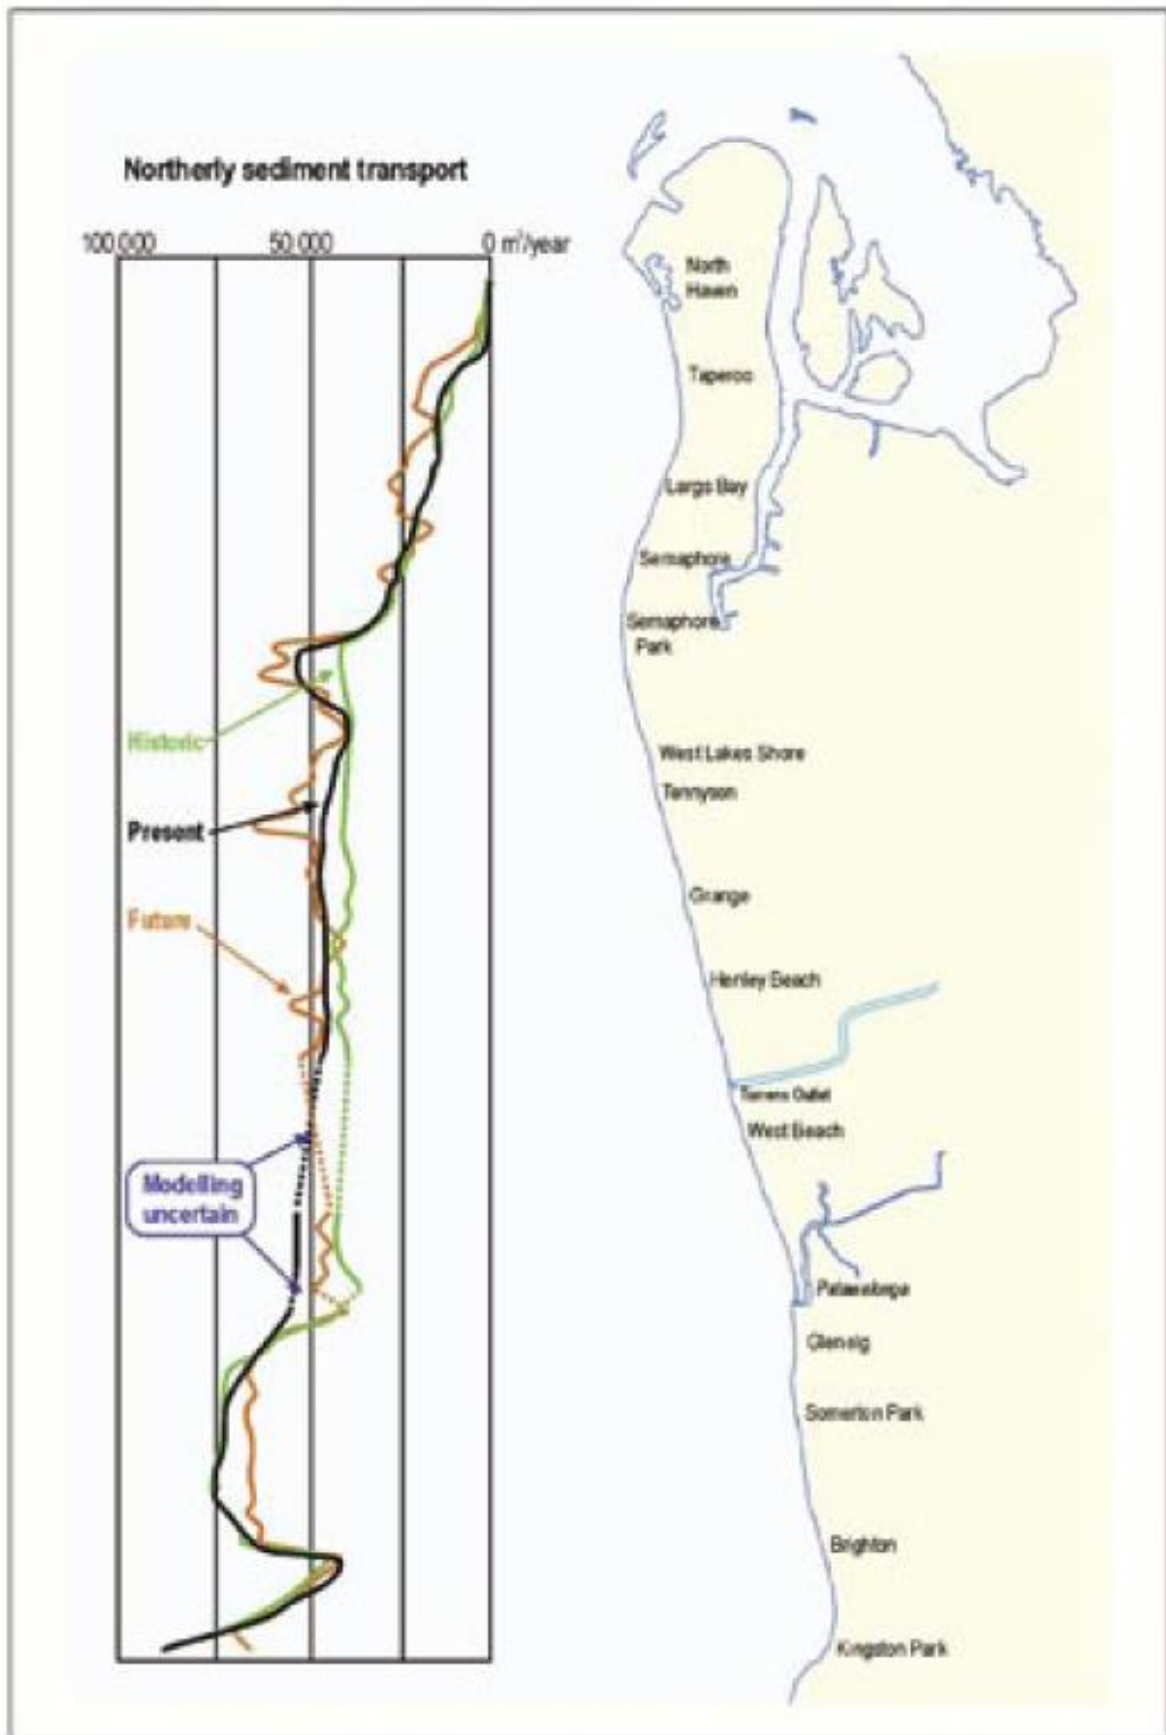 Northerly sediment transport
100,000 50,000 0 m³/year
North
Haven
Taperoo
Largs Bay
Semaphore
Semaphore
Park
Historic
West Lakes Shore
Tennyson
Present
Grange
Future
Henley Beach
Torrens Outlet
West Beach
Modelling
uncertain
Patawalonga
Glenelg
Somerton Park
Brighton
Kingston Park